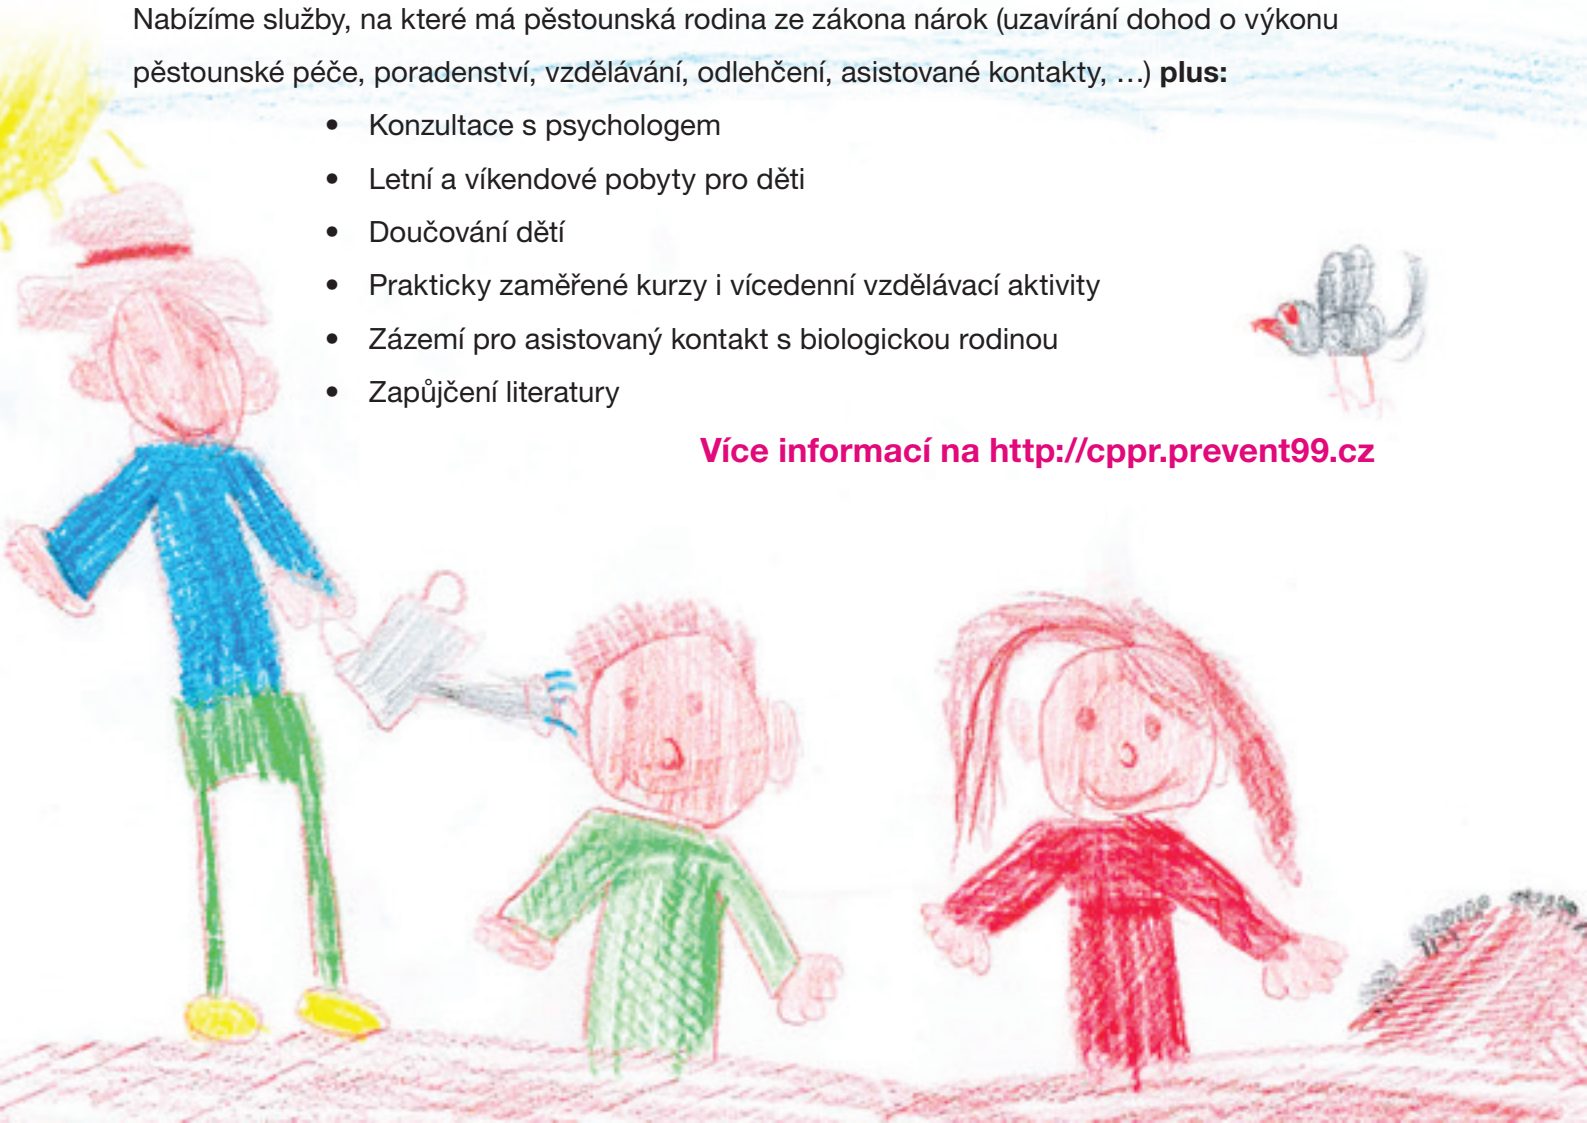 Nabízíme služby, na které má pěstounská rodina ze zákona nárok (uzavírání dohod o výkonu
pěstounské péče, poradenství, vzdělávání, odlehčení, asistované kontakty, …) plus:
• Konzultace s psychologem
• Letní a víkendové pobyty pro děti
• Doučování dětí
• Prakticky zaměřené kurzy i vícedenní vzdělávací aktivity
• Zázemí pro asistovaný kontakt s biologickou rodinou
• Zapůjčení literatury
Více informací na http://cppr.prevent99.cz